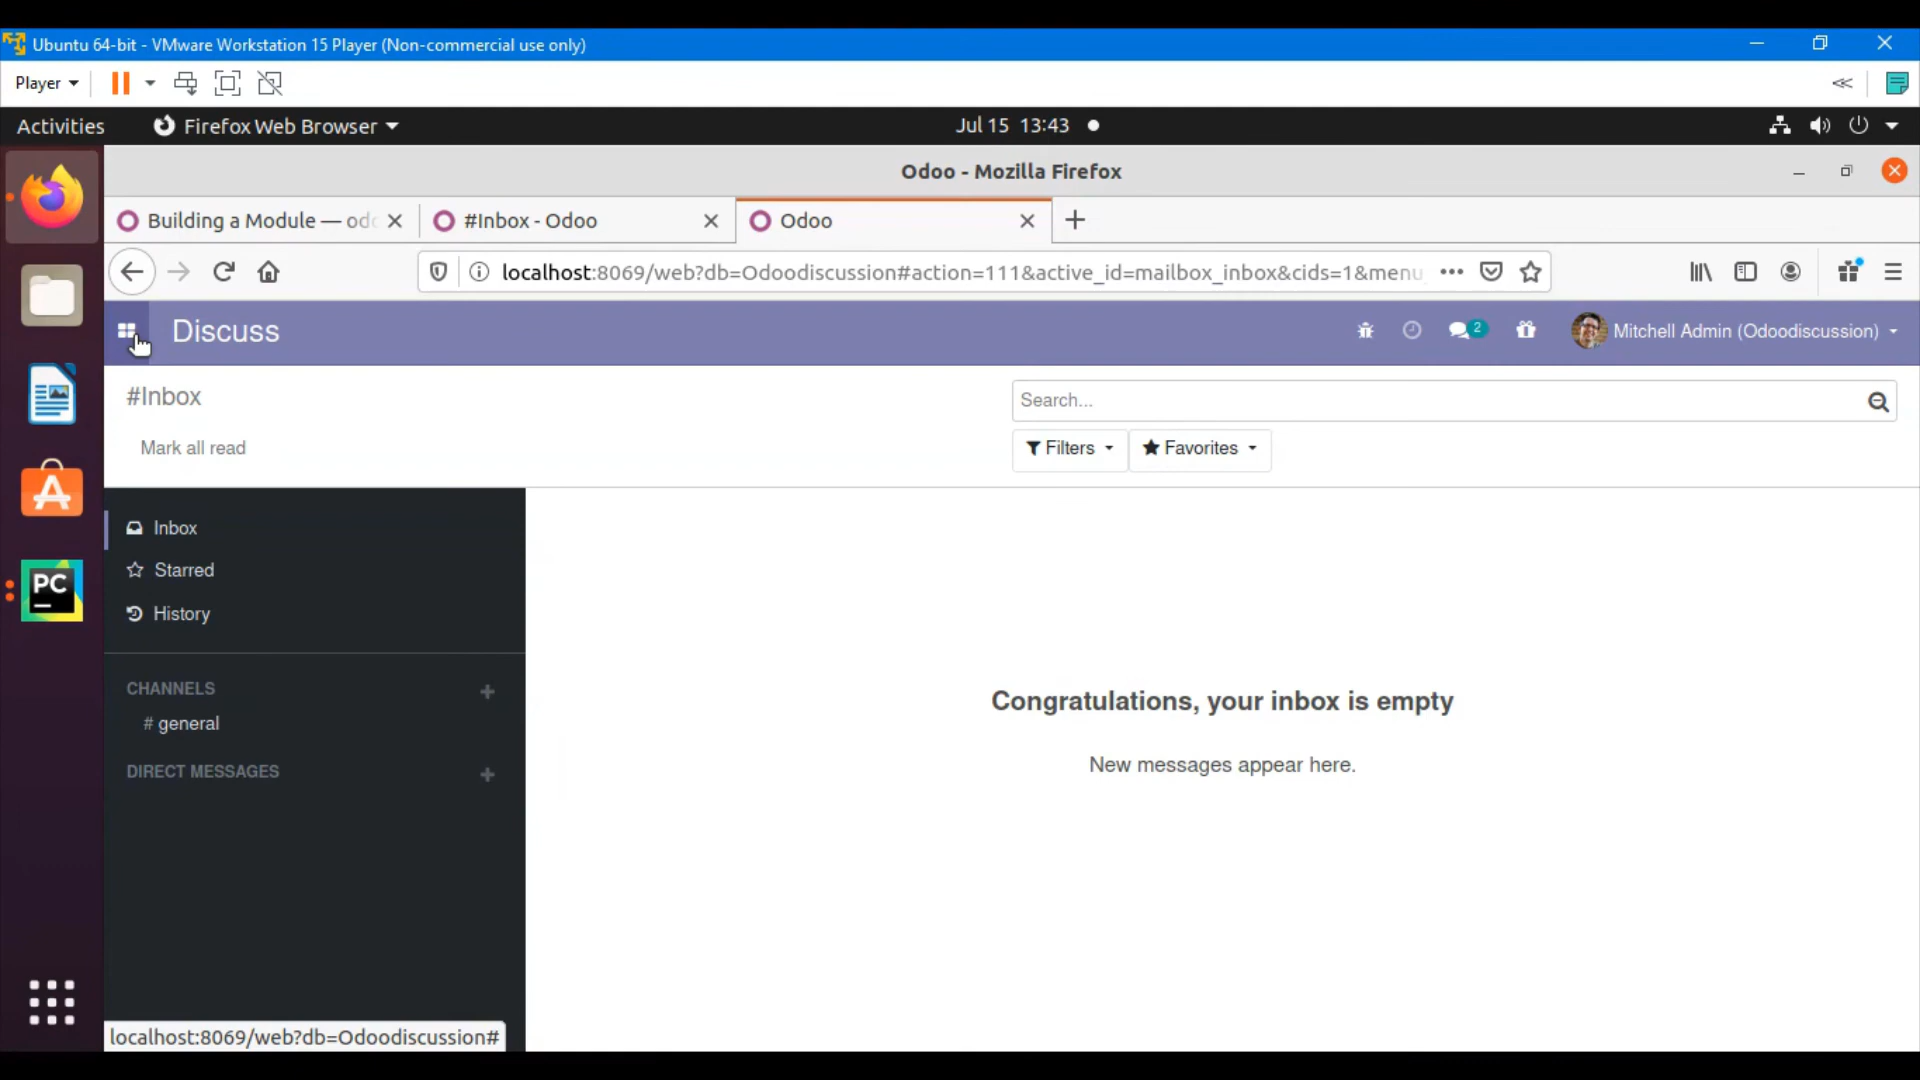 Ubuntu 64-bit - VMware Workstation 15 Player (Non-commercial use only)
Player
Activities
Firefox Web Browser
Jul 15 13:43
Odoo - Mozilla Firefox
Building a Module — odo
#Inbox - Odoo
Odoo
localhost:8069/web?db=Odoodiscussion#action=111&active_id=mailbox_inbox&cids=1&menu_
Discuss
2
Mitchell Admin (Odoodiscussion)
#Inbox
Search...
Mark all read
Filters
Favorites
Inbox
Starred
History
CHANNELS
# general
DIRECT MESSAGES
Congratulations, your inbox is empty
New messages appear here.
PC
localhost:8069/web?db=Odoodiscussion#